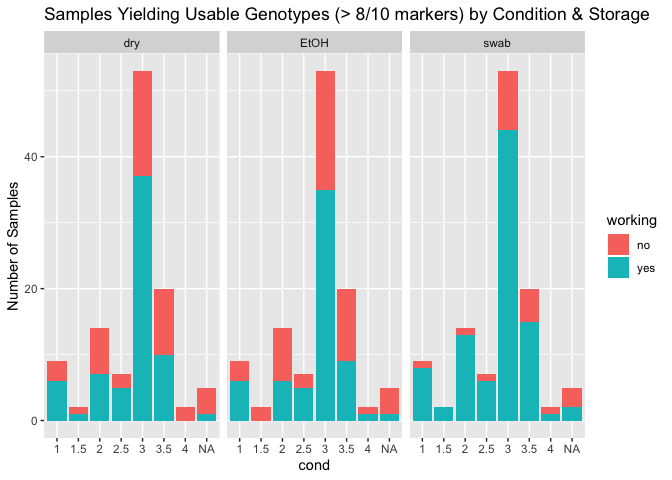 Samples Yielding Usable Genotypes (> 8/10 markers) by Condition & Storage
dry EtOH swab
Number of Samples
40
20
0
working
no
yes
1 1.5 2 2.5 3 3.5 4 NA 1 1.5 2 2.5 3 3.5 4 NA 1 1.5 2 2.5 3 3.5 4 NA
cond